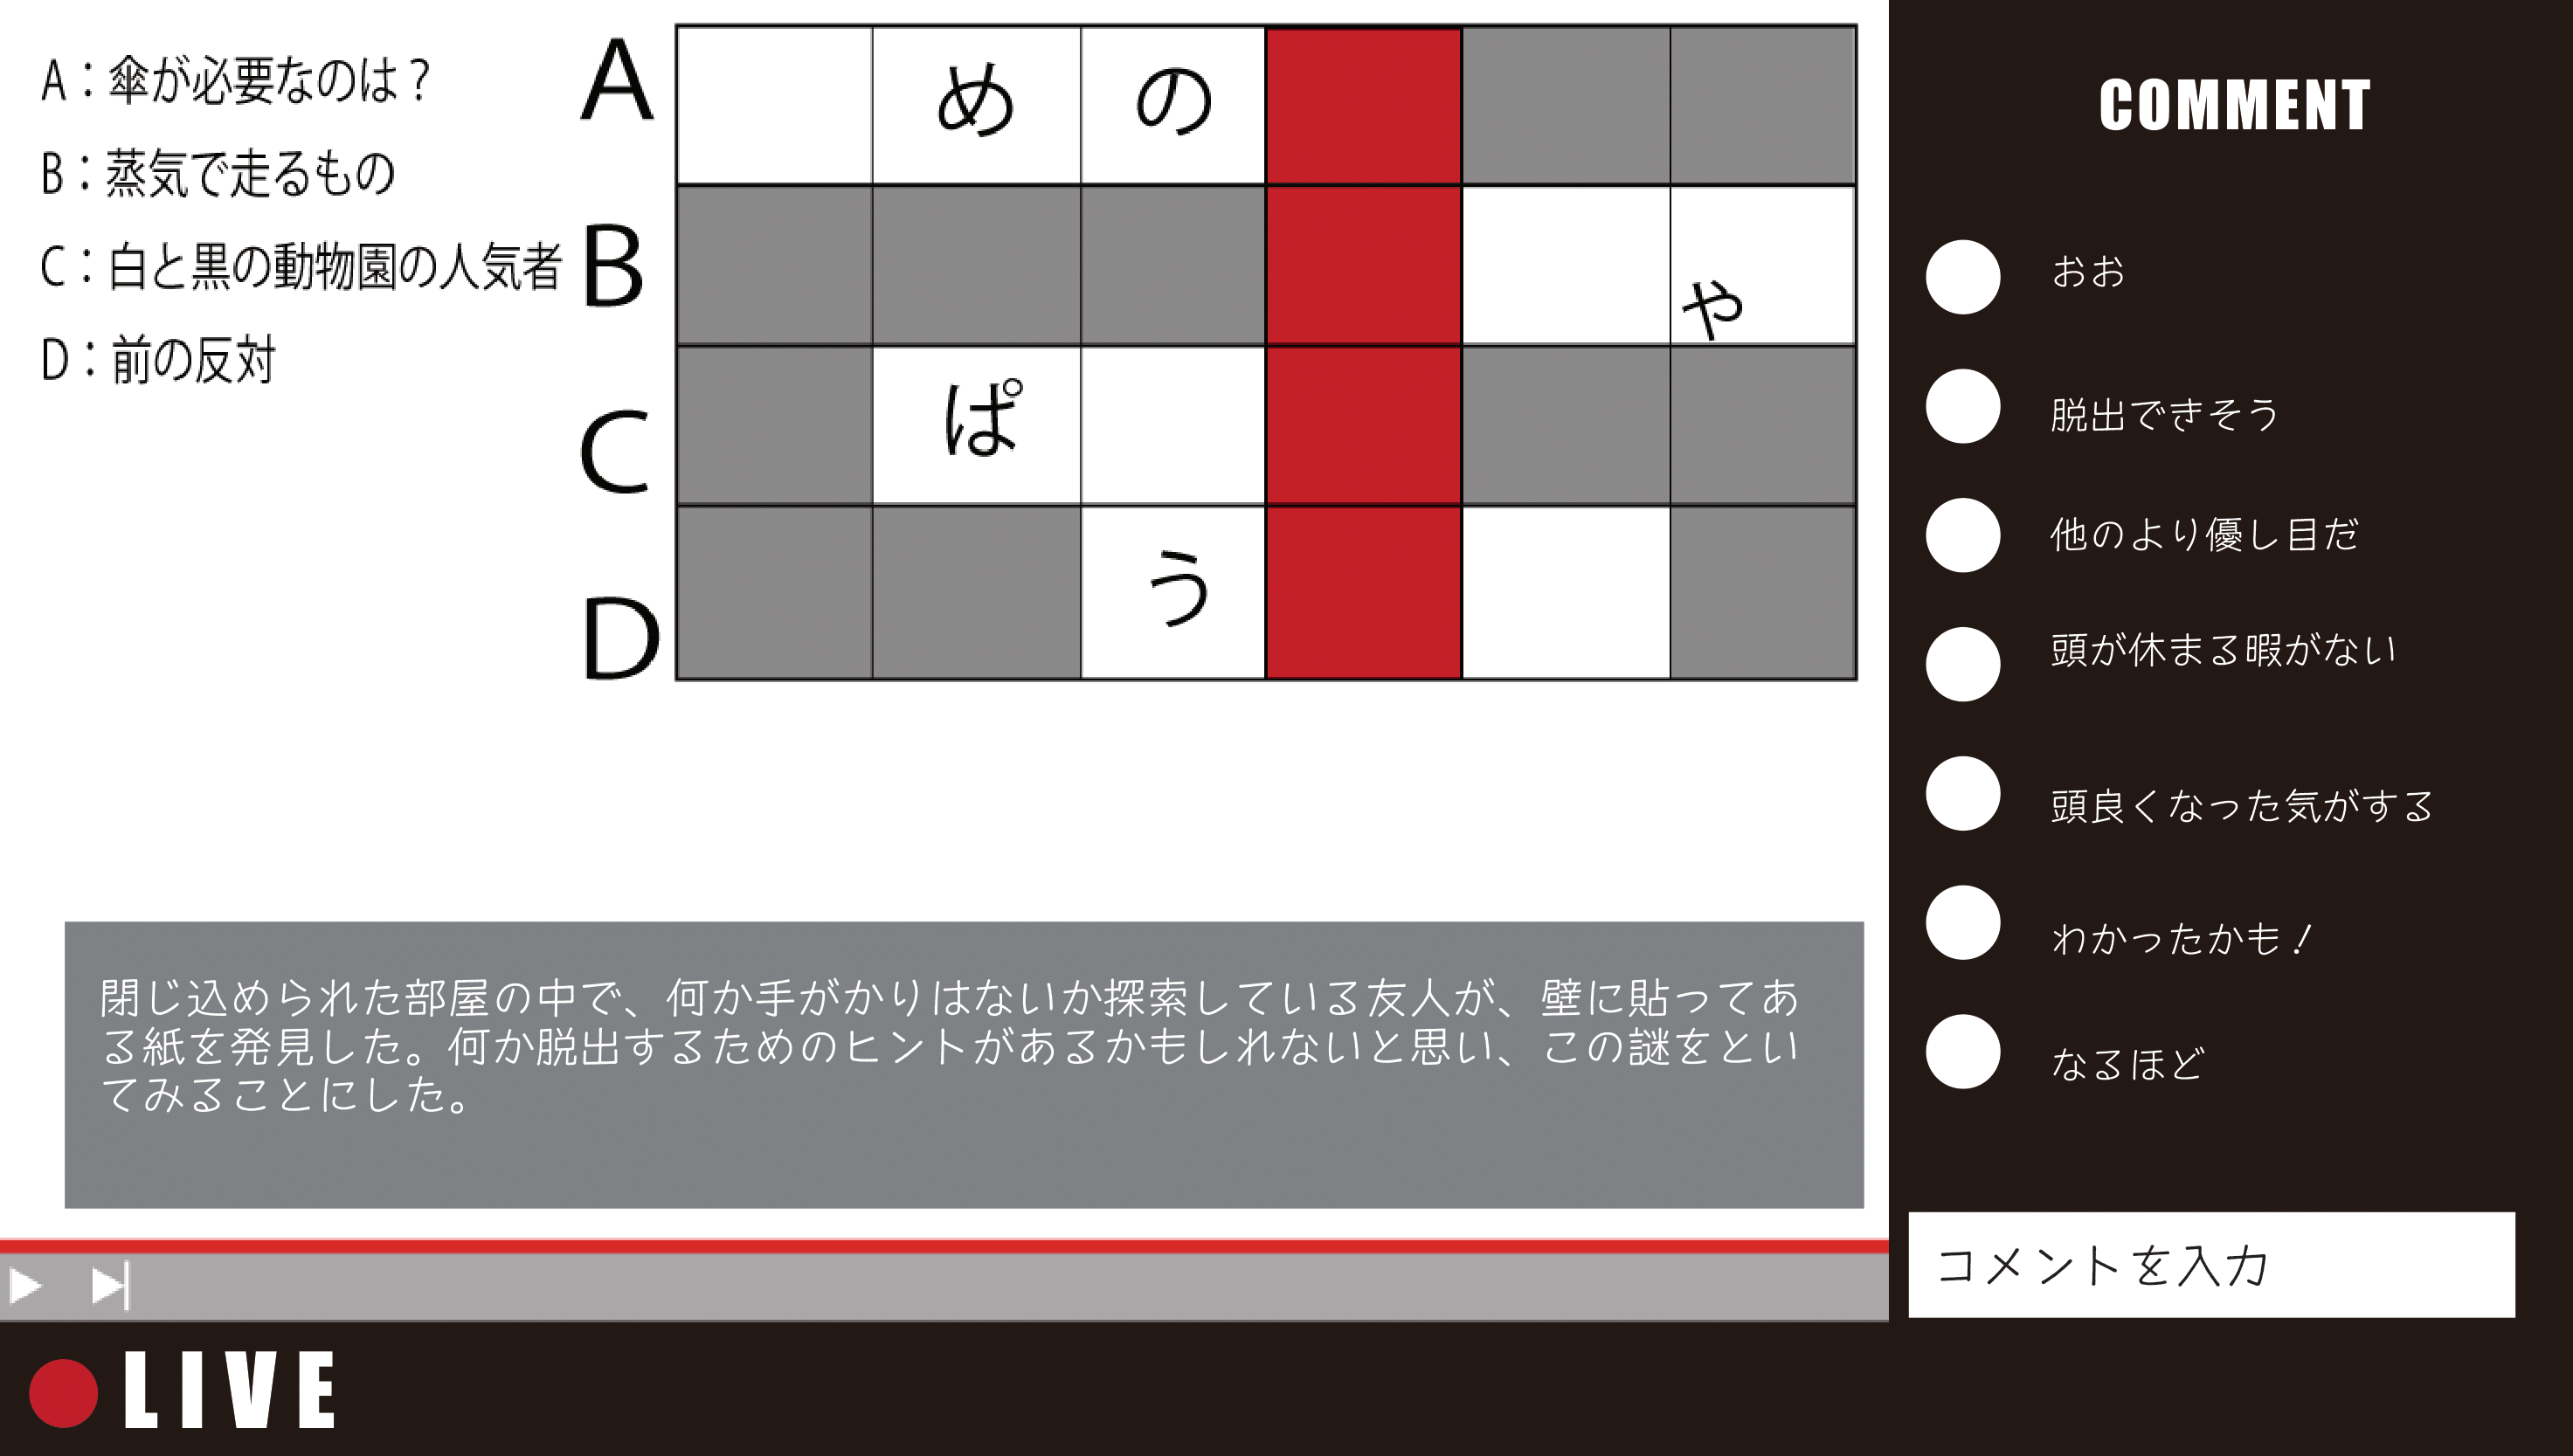 A：傘が必要なのは？
B：蒸気で走るもの
C：白と黒の動物園の人気者
D：前の反対
A
め
の
B
ゃ
C
ぱ
D
う
閉じ込められた部屋の中で、何か手がかりはないか探索している友人が、壁に貼ってあ
る紙を発見した。何か脱出するためのヒントがあるかもしれないと思い、この謎をとい
てみることにした。
LIVE
COMMENT
おお
脱出できそう
他のより優し目だ
頭が休まる暇がない
頭良くなった気がする
わかったかも！
なるほど
コメントを入力